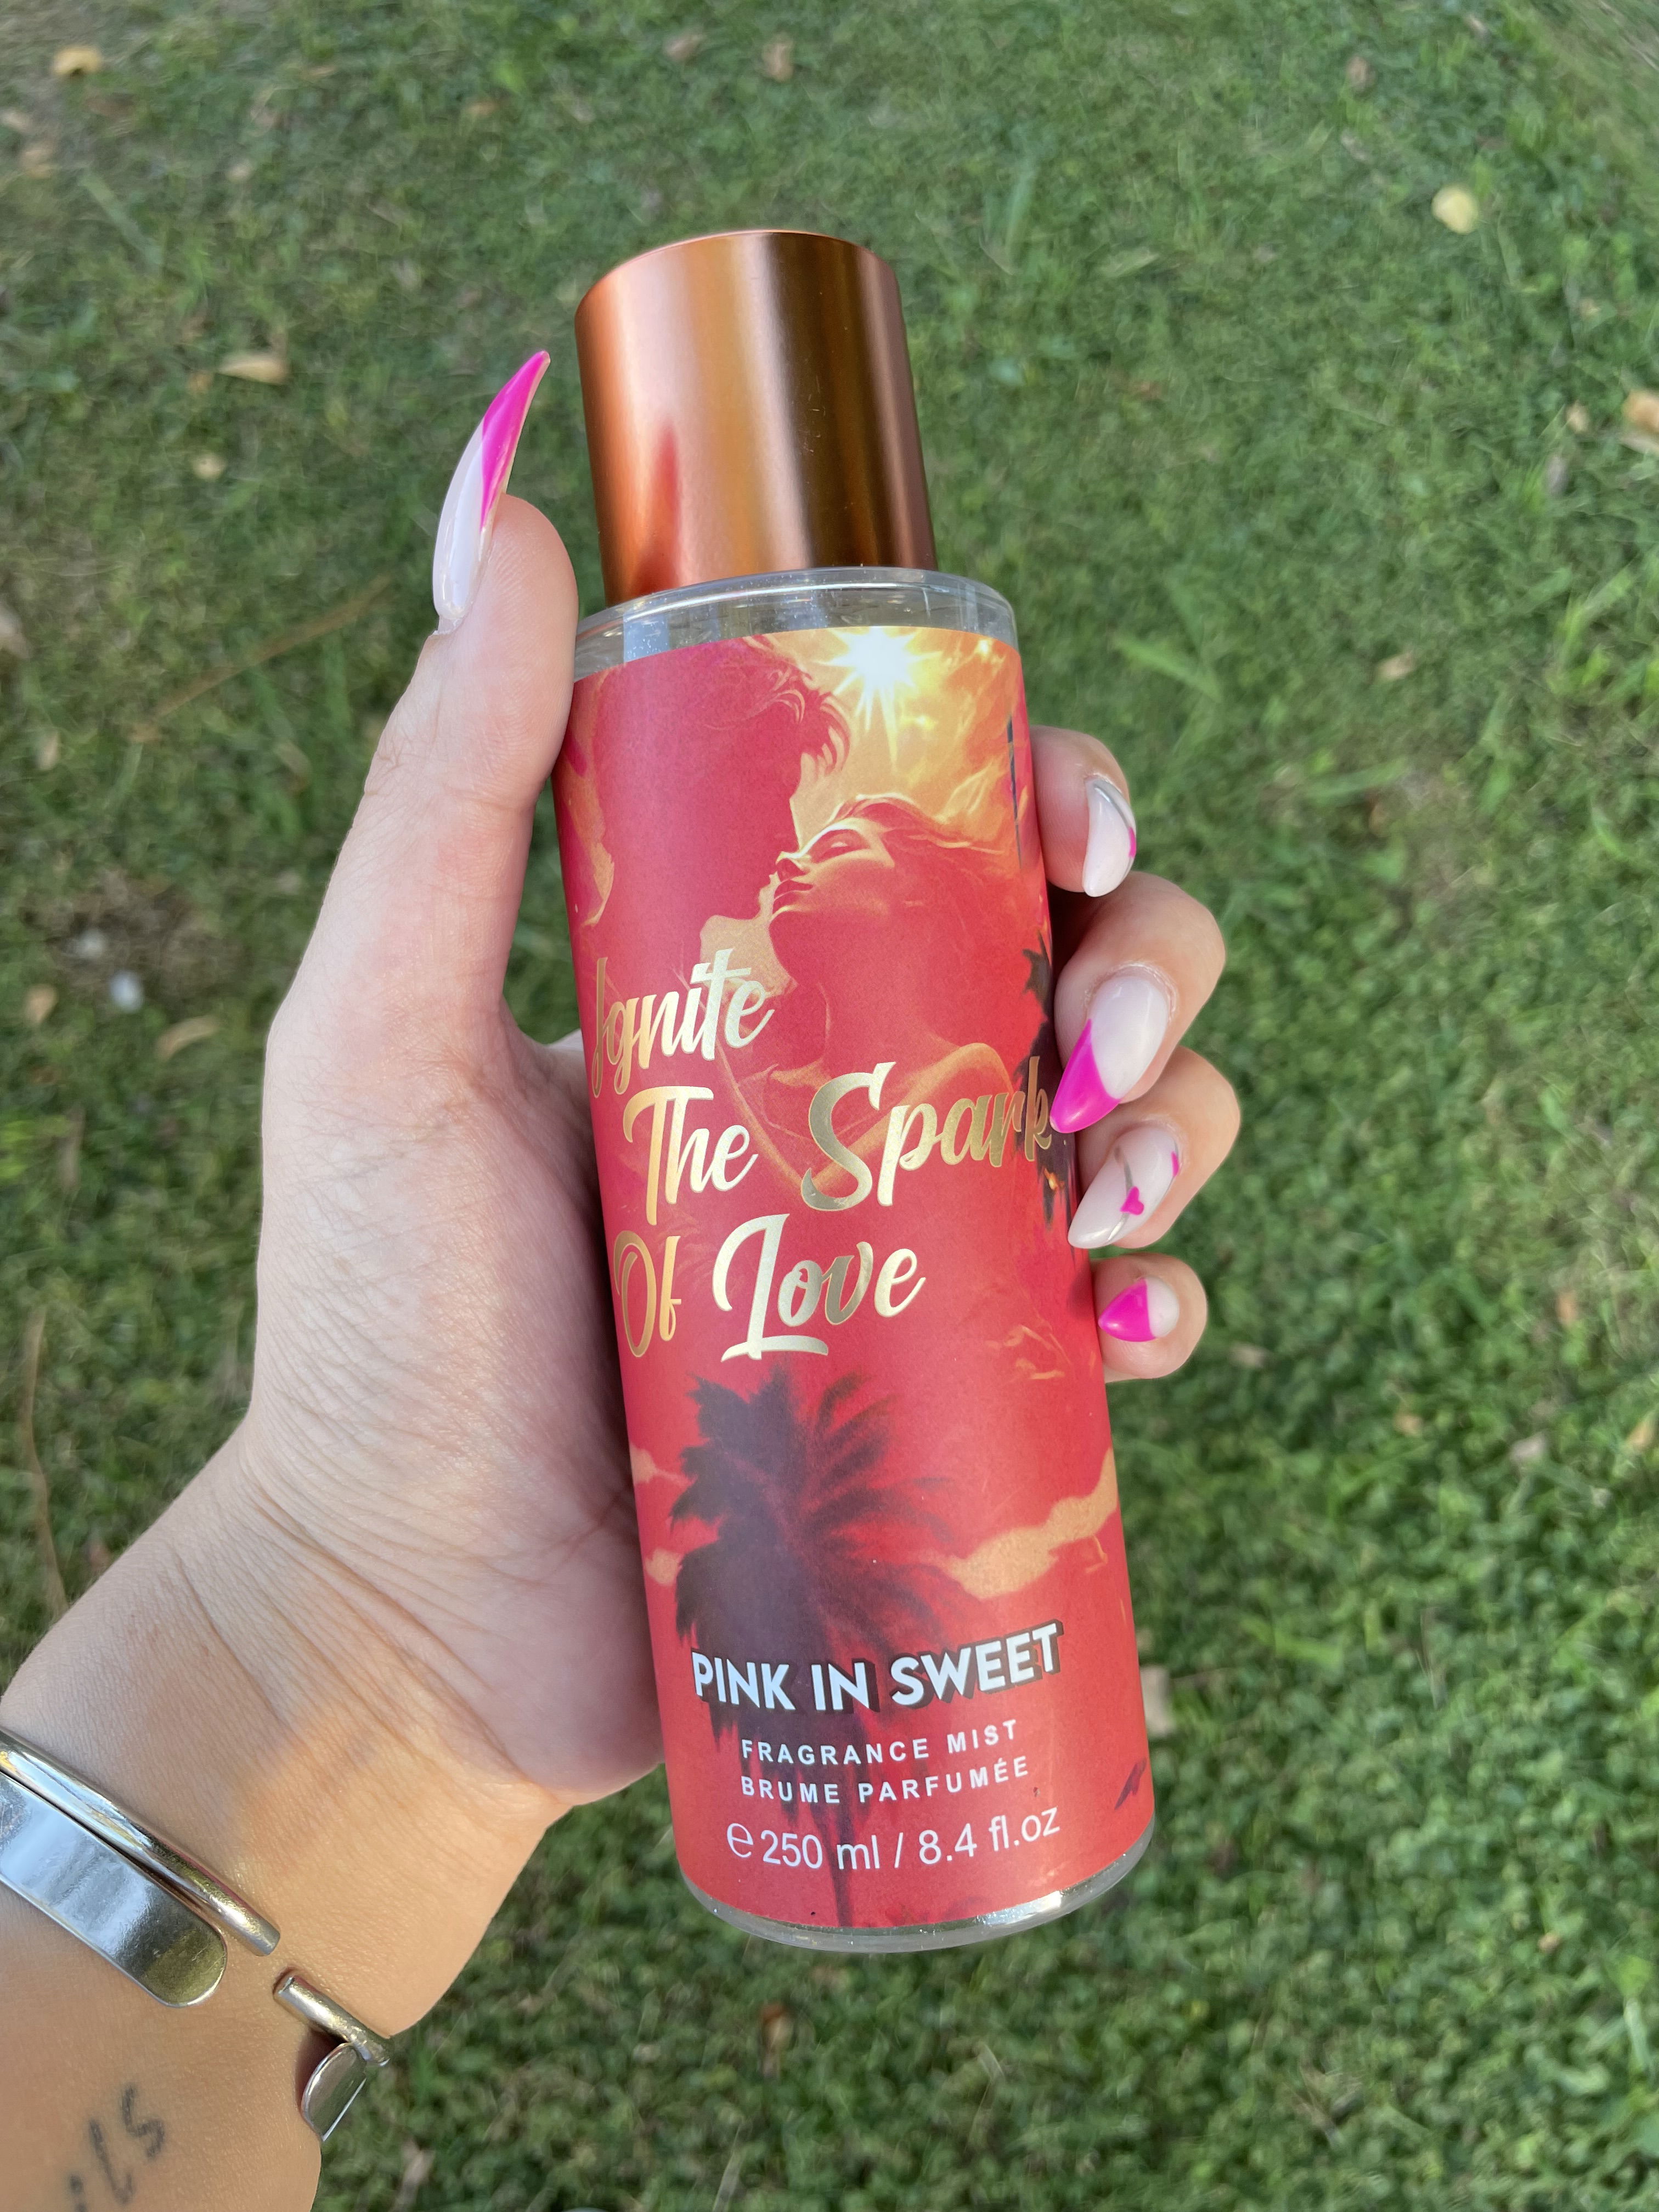 Ignite
The Spark
Of Love
PINK IN SWEET
FRAGRANCE MIST
BRUME PARFUMÉE
℮ 250 ml / 8.4 fl.oz